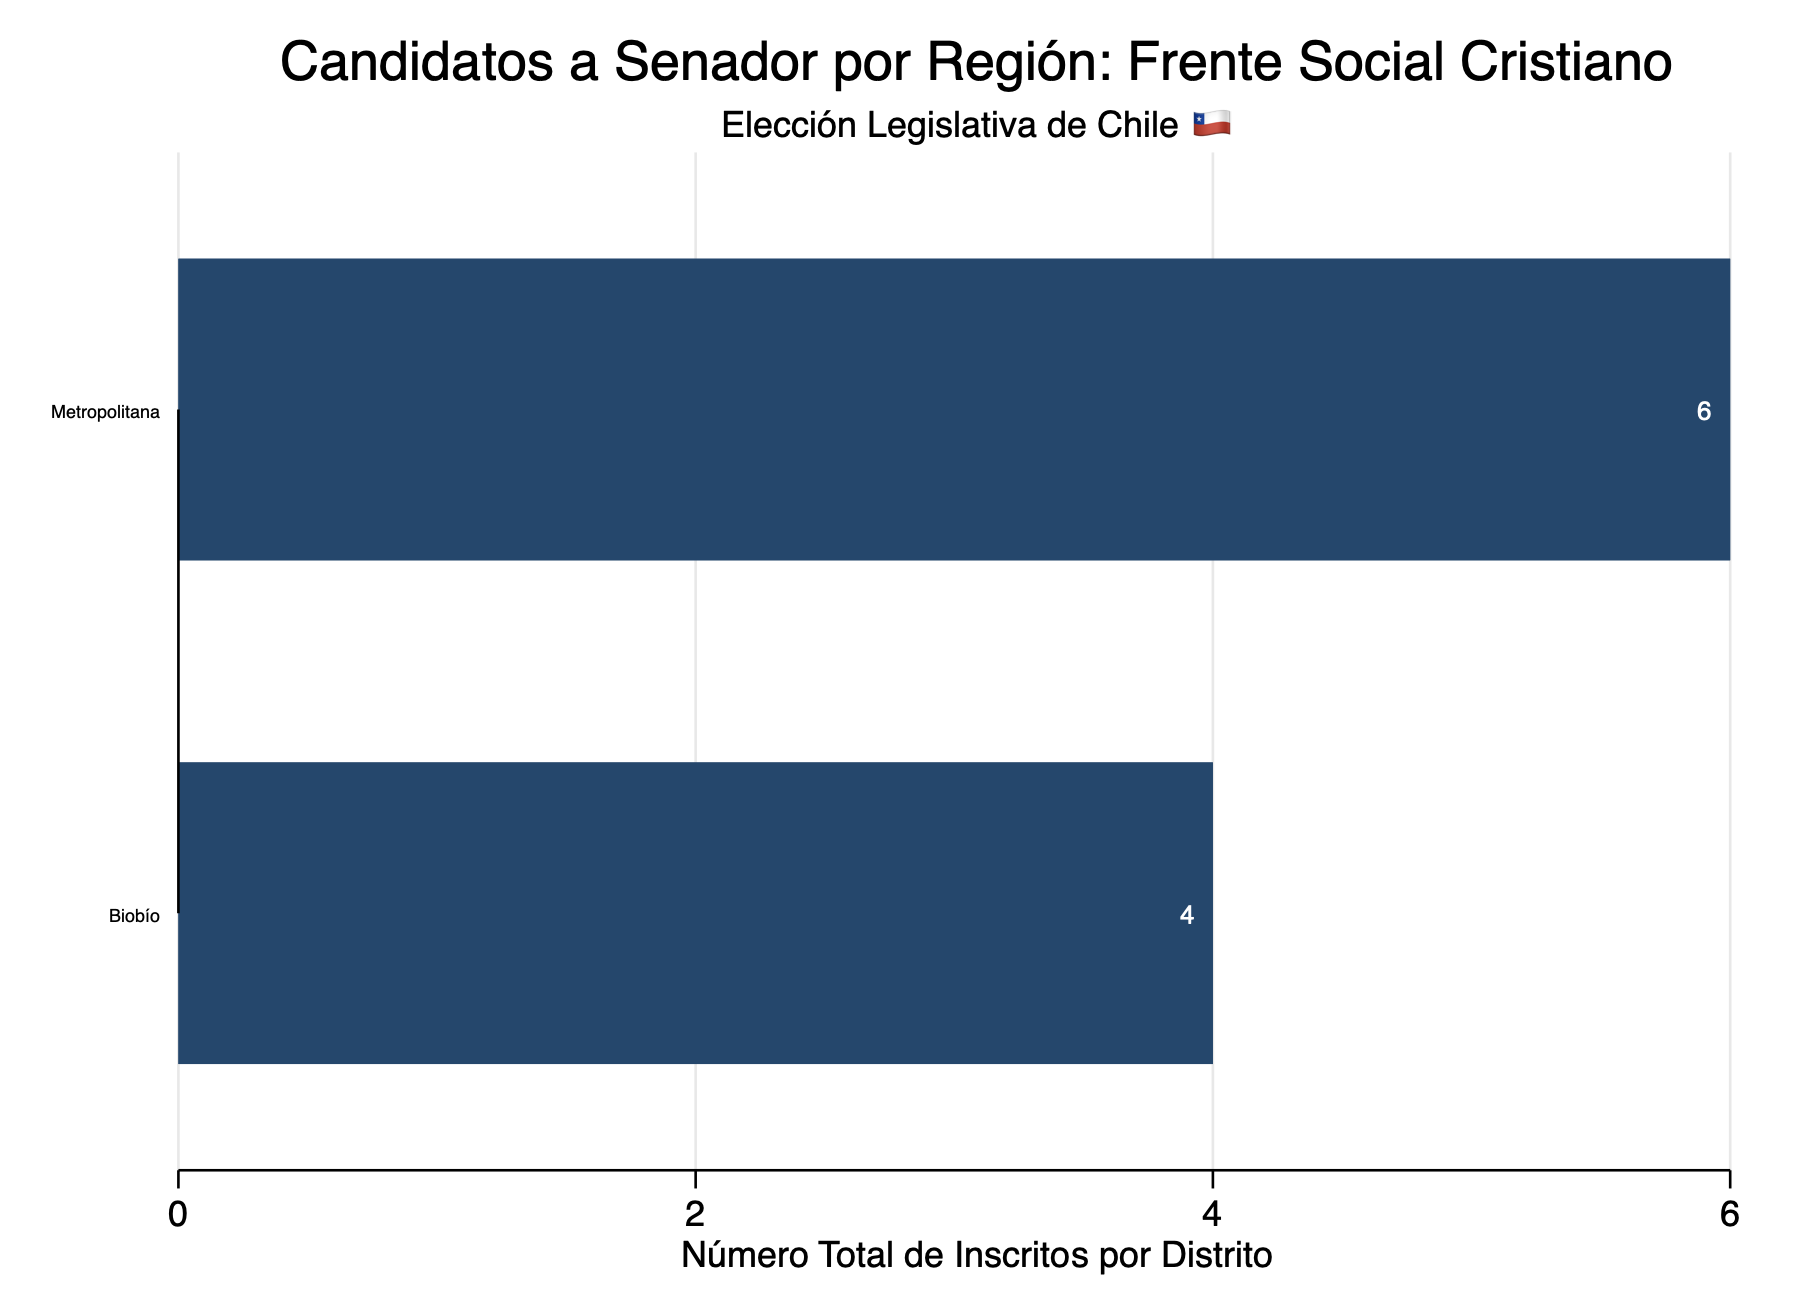 Candidatos a Senador por Región: Frente Social Cristiano
Elección Legislativa de Chile 🇨🇱
Metropolitana
6
Biobío
4
0 2 4 6
Número Total de Inscritos por Distrito